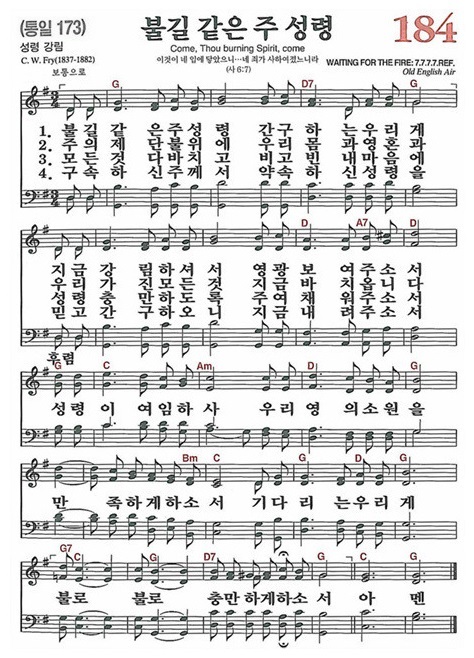 (통일 173) 불길 같은 주 성령 184
성령 강림 Come, Thou burning Spirit, come
C. W. Fry(1837-1882) 이것이 네 입에 닿았으니…네 죄가 사하여졌느니라 WAITING FOR THE FIRE: 7.7.7.7.REF.
보통으로 (사 6:7) Old English Air
G D7 G
1. 불길 같 은주성 령 간구 하 는우리 게
2. 주의 제 단불위 에 우리 몸 과영혼 과
3. 모든 것 다바치 고 비고 빈 내마음 에
4. 구속 하 신주께 서 약속 하 신성령 을
D A7 D
지금 강 림하셔 서 영광 보 여주소 서
우리 가 진모든 것 지금 바 치옵니 다
성령 충 만하도 록 주여 채 워주소 서
믿고 간 구하오 니 지금 내 려주소 서
후렴
G C Am D G
성령이 여임하 사 우리영 의소원 을
Bm C D G
만 족하게하소 서 기다리 는우리 게
G7 C G D7 G C G
불로 불로 충만하게하소 서 아 멘